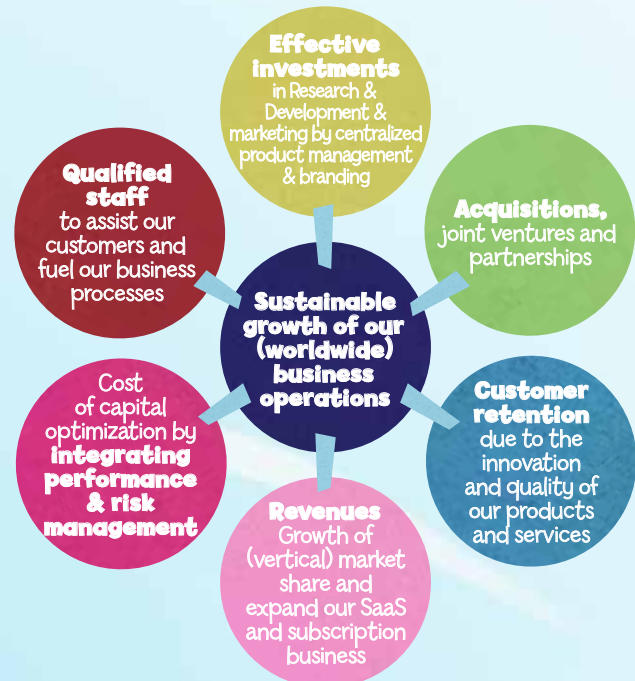 Effective
investments
in Research &
Development &
marketing by centralized
product management
& branding
Qualified
staff
to assist our
customers and
fuel our business
processes
Acquisitions,
joint ventures and
partnerships
Sustainable
growth of our
(worldwide)
business
operations
Cost
of capital
optimization by
integrating
performance
& risk
management
Customer
retention
due to the
innovation
and quality of
our products
and services
Revenues
Growth of
(vertical) market
share and
expand our SaaS
and subscription
business